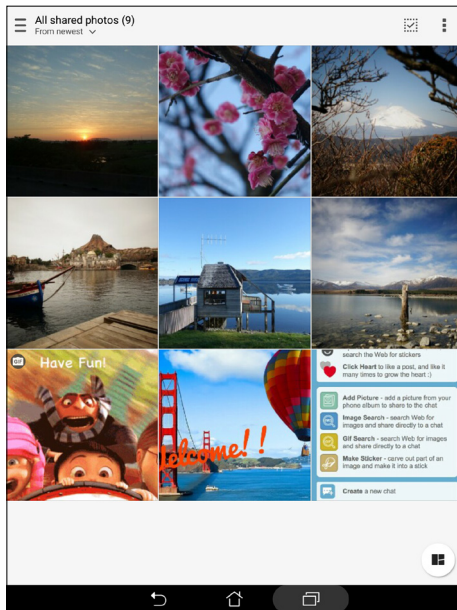 All shared photos (9)
From newest
GIF
Have Fun!
Welcome! !
search the Web for stickers
Click Heart to like a post, and like it
many times to grow the heart :)
Add Picture - add a picture from your
phone album to share to the chat
Image Search - search Web for
images and share directly to a chat
Gif Search - search Web for images
and share directly to a chat
Make Sticker - carve out part of an
image and make it into a stick
Create a new chat